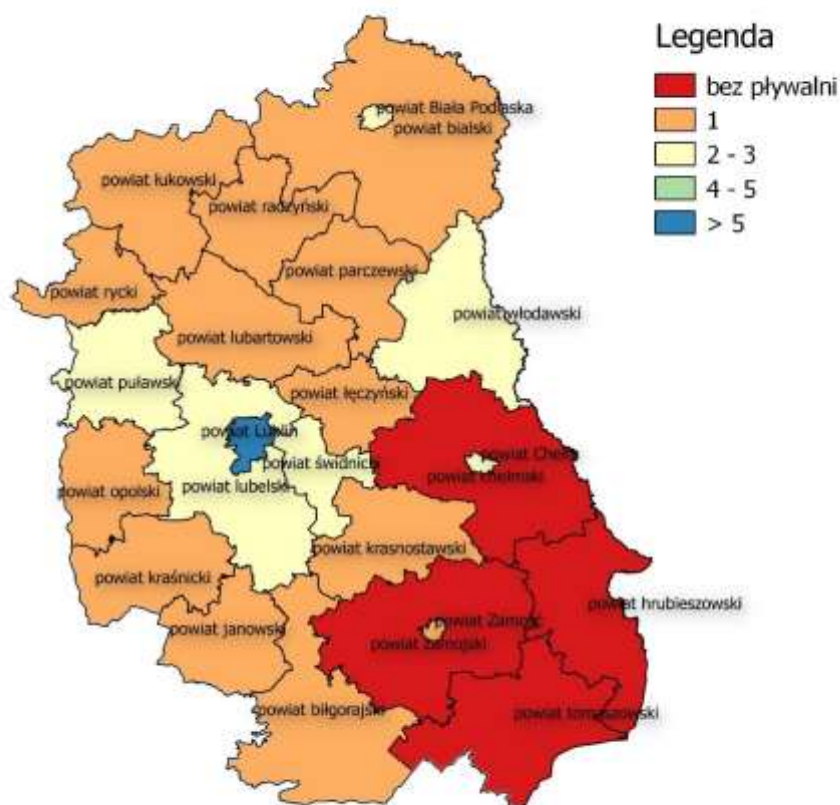 Legenda
bez pływalni
1
2 - 3
4 - 5
> 5
powiat Biała Podlaska
powiat bialski
powiat łukowski
powiat radzyński
powiat parczewski
powiat rycki
powiat włodawski
powiat lubartowski
powiat puławski
powiat łęczyński
powiat Lublin
powiat Chełm
powiat świdnicki
powiat chełmski
powiat opolski
powiat lubelski
powiat krasnostawski
powiat kraśnicki
powiat hrubieszowski
powiat Zamość
powiat janowski
powiat zamojski
powiat biłgorajski
powiat tomaszowski